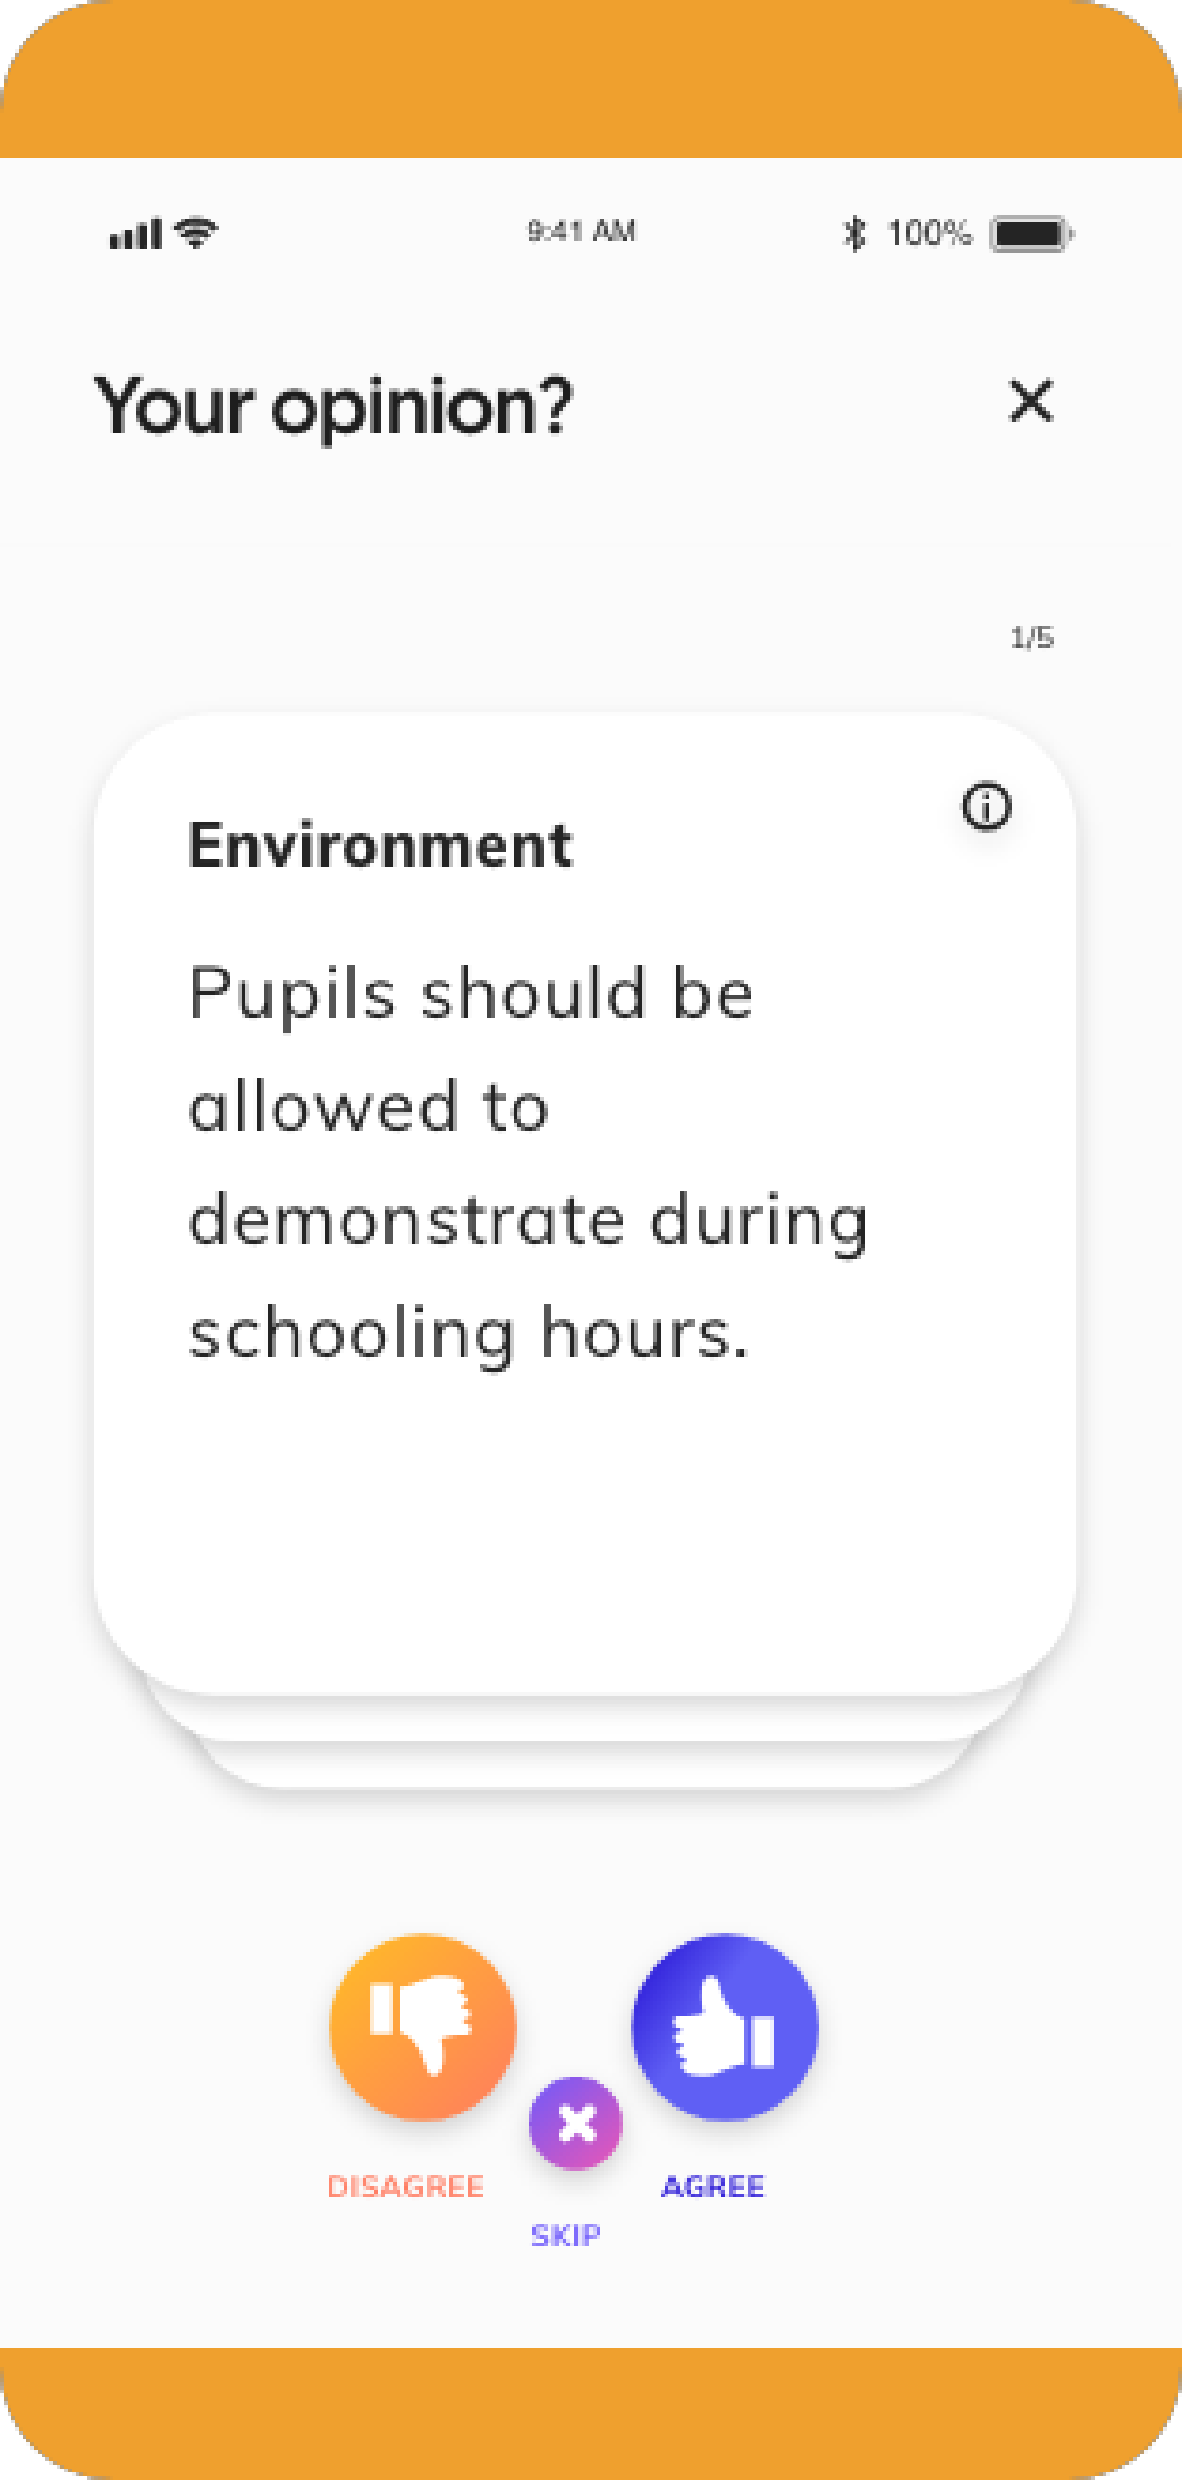 9:41 AM 100%
Your opinion?
1/5
Environment
Pupils should be
allowed to
demonstrate during
schooling hours.
DISAGREE AGREE
SKIP